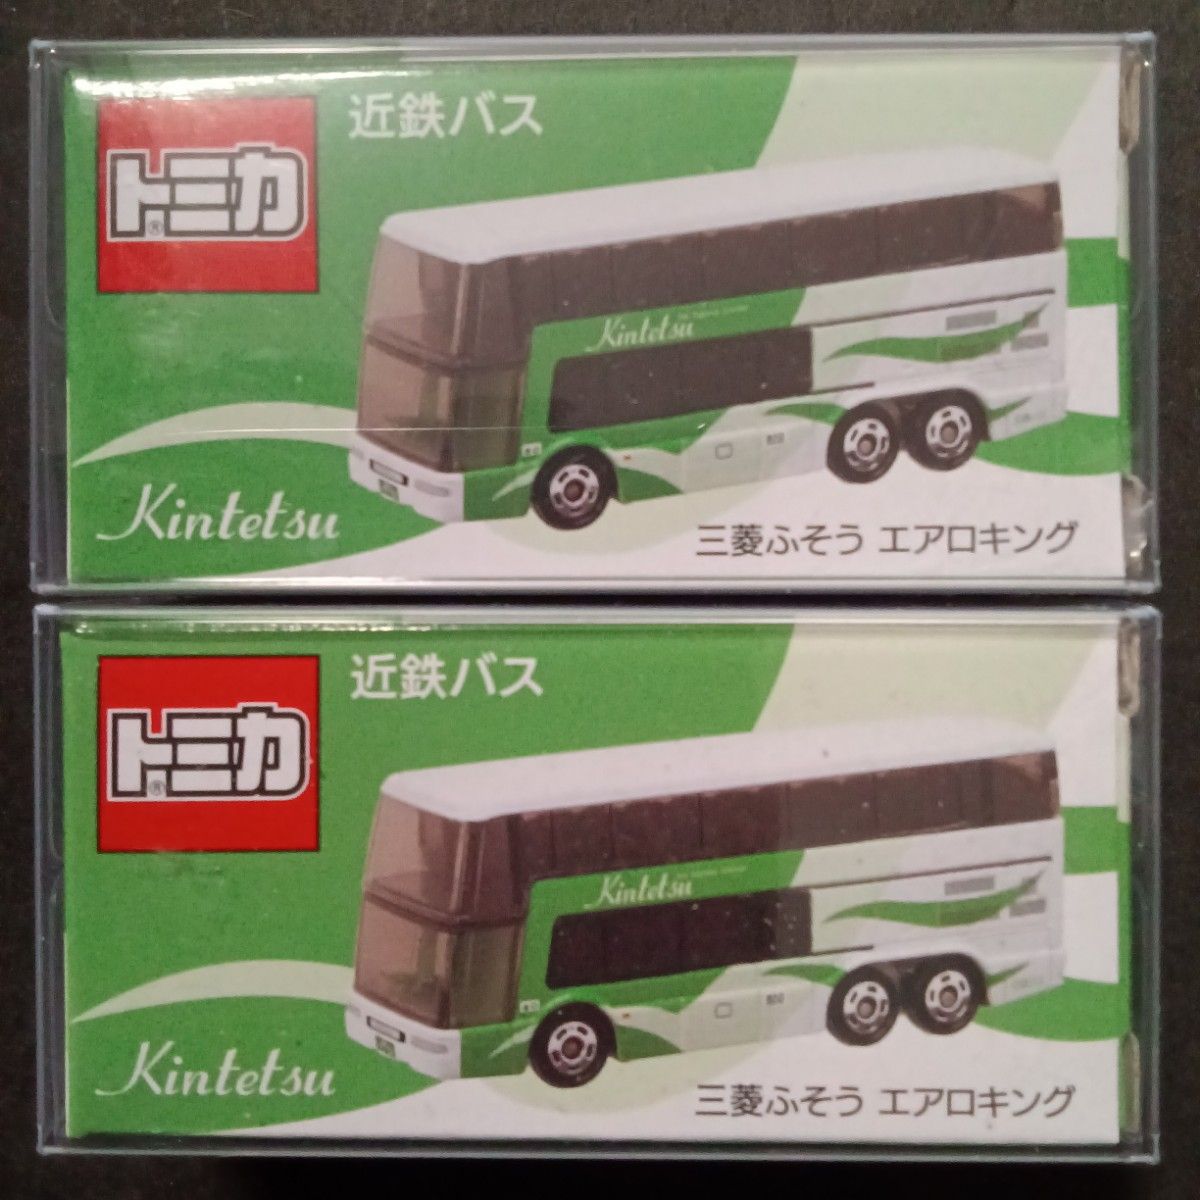 近鉄バス
トミカ
®
Kintetsu
Kintetsu
三菱ふそう エアロキング
近鉄バス
トミカ
®
Kintetsu
Kintetsu
三菱ふそう エアロキング